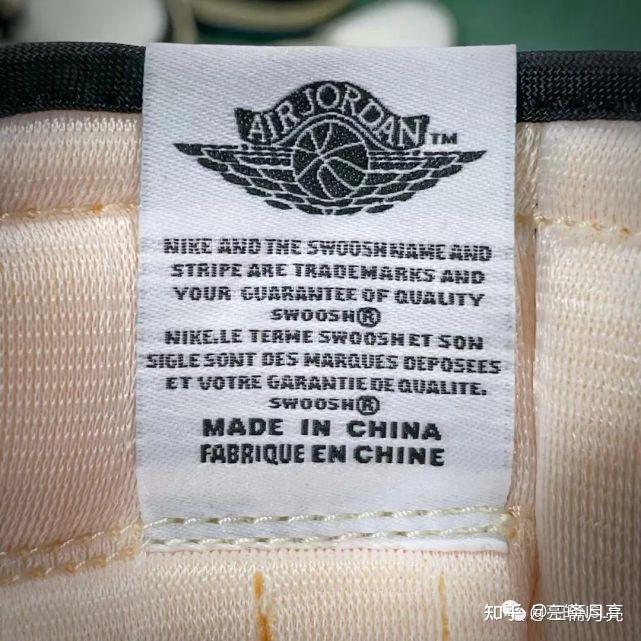 AIR JORDAN
TM
NIKE AND THE SWOOSH NAME AND
STRIPE ARE TRADEMARKS AND
YOUR GUARANTEE OF QUALITY
SWOOSH®
NIKE.LE TERME SWOOSH ET SON
SIGLE SONT DES MARQUES DEPOSEES
ET VOTRE GARANTIE DE QUALITE.
SWOOSH®
MADE IN CHINA
FABRIQUE EN CHINE
知乎 @